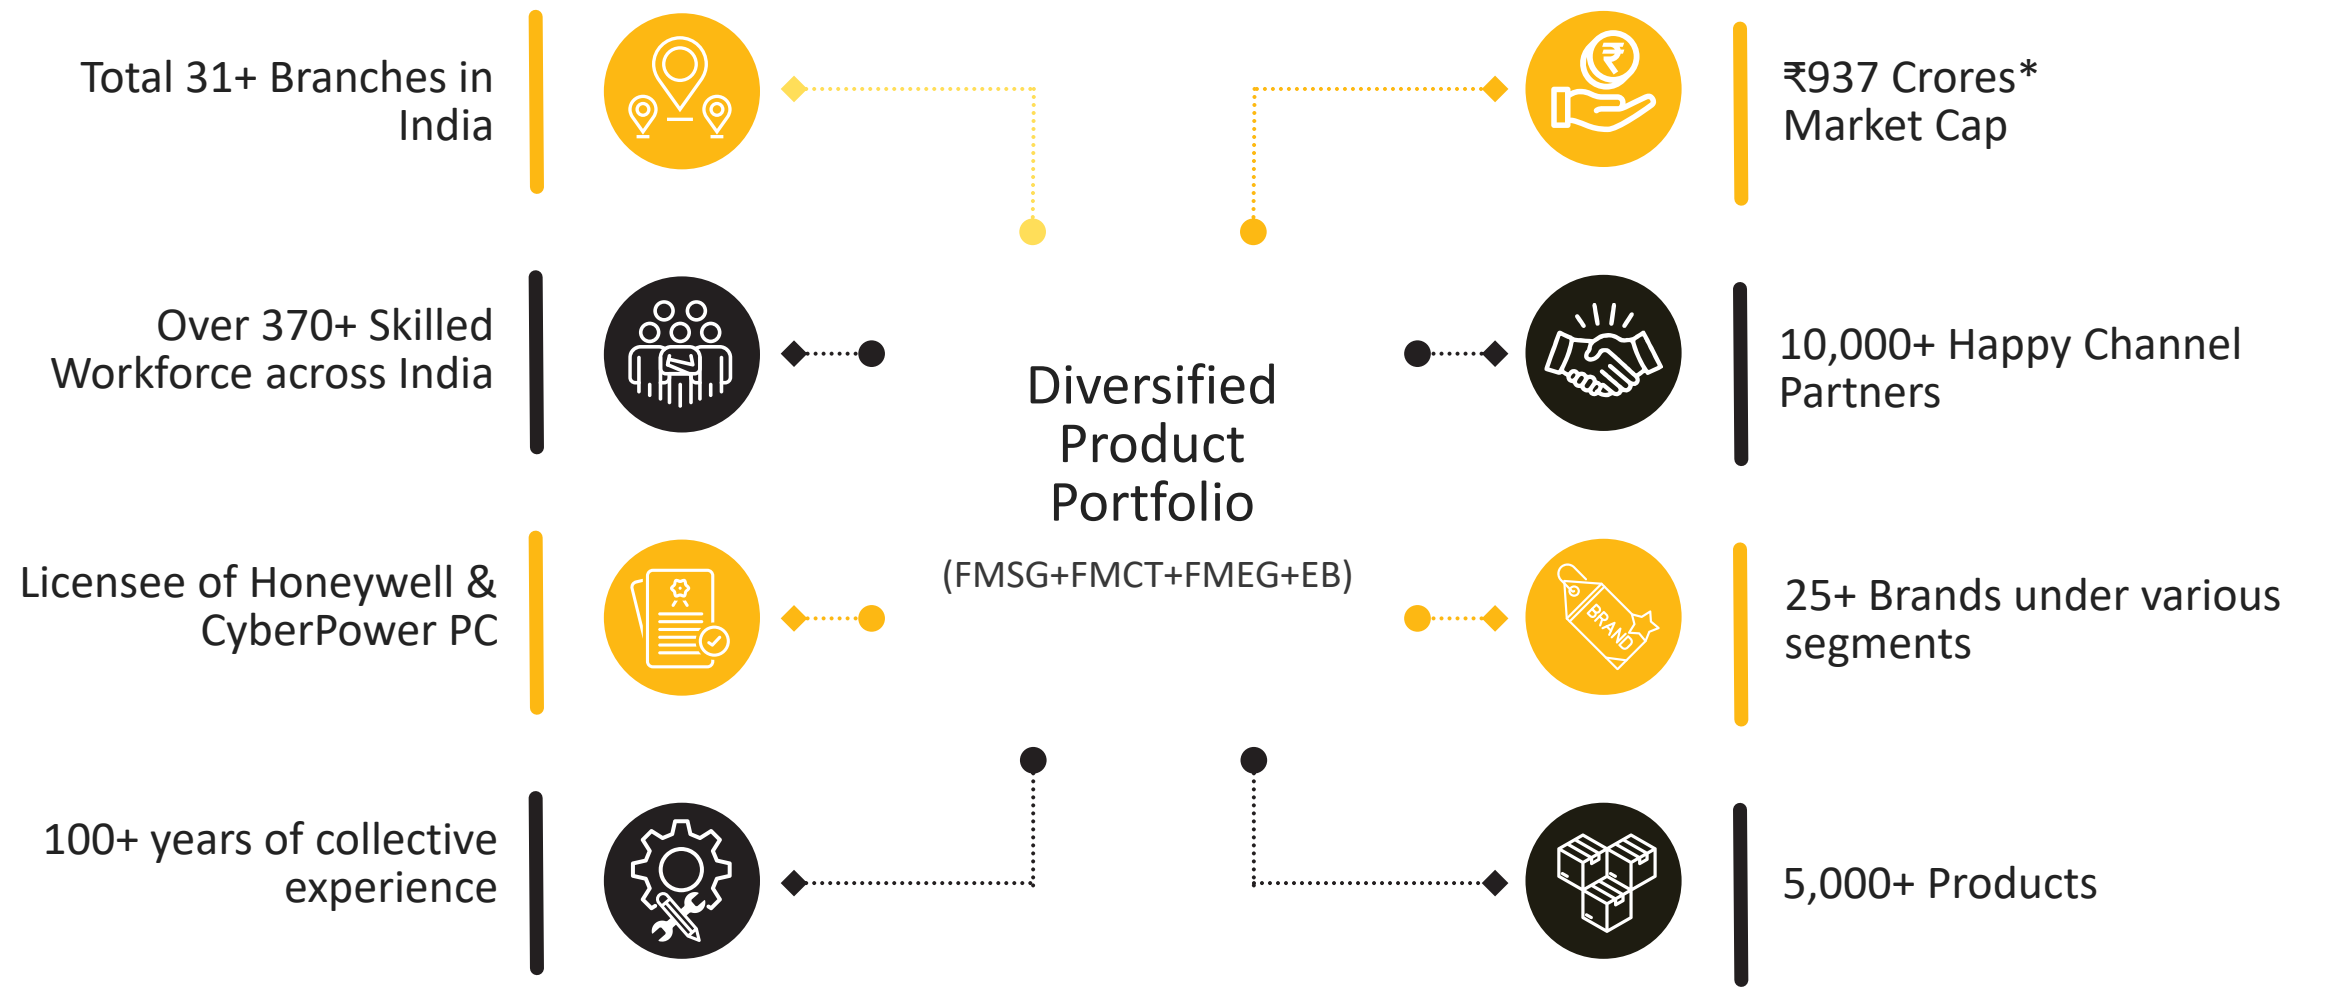 Total 31+ Branches in
India
Over 370+ Skilled
Workforce across India
Licensee of Honeywell &
CyberPower PC
100+ years of collective
experience
Diversified
Product
Portfolio
(FMSG+FMCT+FMEG+EB)
₹
₹937 Crores*
Market Cap
10,000+ Happy Channel
Partners
BRAND
25+ Brands under various
segments
5,000+ Products